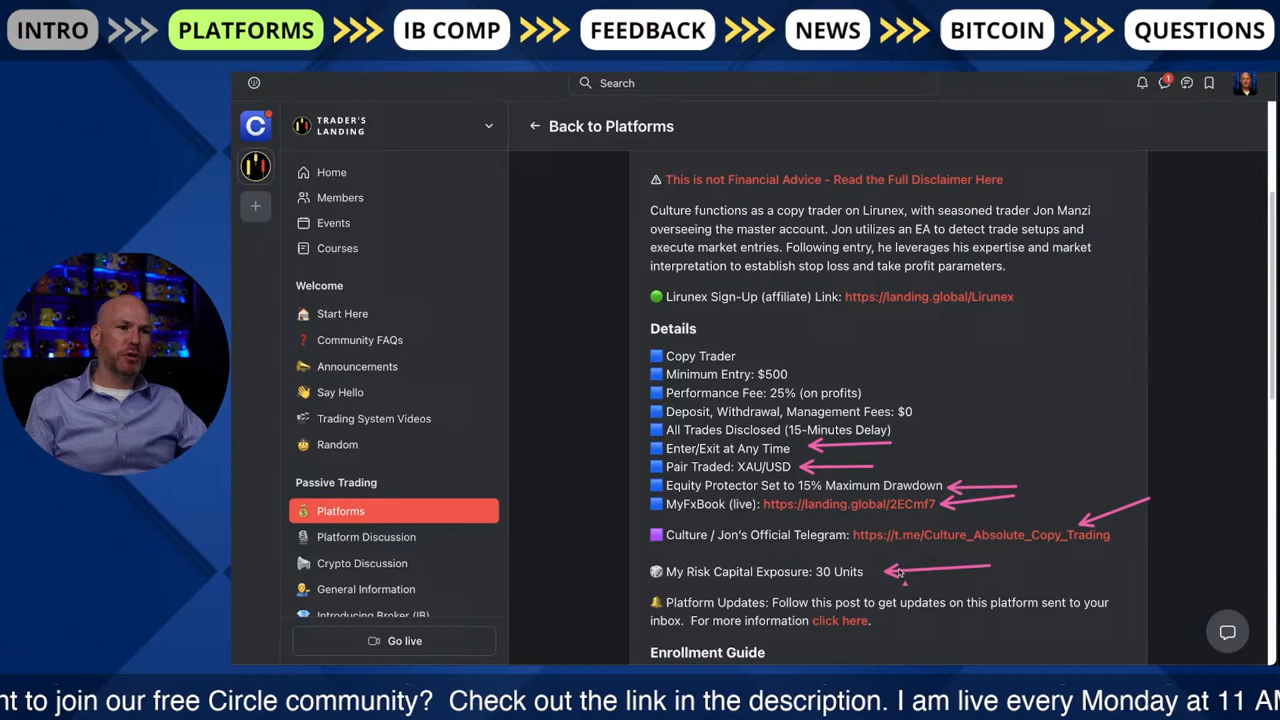 INTRO
PLATFORMS
IB COMP
FEEDBACK
NEWS
BITCOIN
QUESTIONS
Search
1
C
TRADER'S
LANDING
Home
Members
Events
Courses
Welcome
Start Here
Community FAQs
Announcements
Say Hello
Trading System Videos
Random
Passive Trading
Platforms
Platform Discussion
Crypto Discussion
General Information
Introducing Broker (IB)
Go live
← Back to Platforms
⚠ This is not Financial Advice - Read the Full Disclaimer Here
Culture functions as a copy trader on Lirunex, with seasoned trader Jon Manzi
overseeing the master account. Jon utilizes an EA to detect trade setups and
execute market entries. Following entry, he leverages his expertise and market
interpretation to establish stop loss and take profit parameters.
🟢 Lirunex Sign-Up (affiliate) Link: https://landing.global/Lirunex
Details
🟦 Copy Trader
🟦 Minimum Entry: $500
🟦 Performance Fee: 25% (on profits)
🟦 Deposit, Withdrawal, Management Fees: $0
🟦 All Trades Disclosed (15-Minutes Delay)
🟦 Enter/Exit at Any Time
🟦 Pair Traded: XAU/USD
🟦 Equity Protector Set to 15% Maximum Drawdown
🟦 MyFxBook (live): https://landing.global/2ECmf7
🟪 Culture / Jon's Official Telegram: https://t.me/Culture_Absolute_Copy_Trading
🎲 My Risk Capital Exposure: 30 Units
🔔 Platform Updates: Follow this post to get updates on this platform sent to your
inbox. For more information click here.
Enrollment Guide
nt to join our free Circle community? Check out the link in the description. I am live every Monday at 11 A